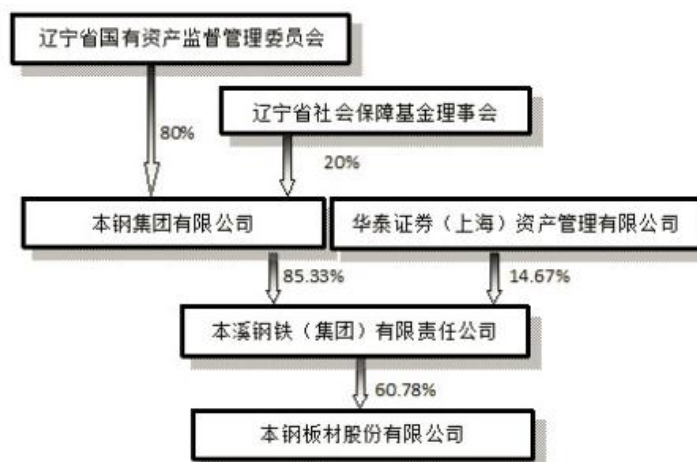 辽宁省国有资产监督管理委员会
辽宁省社会保障基金理事会
80%
20%
本钢集团有限公司
华泰证券（上海）资产管理有限公司
85.33%
14.67%
本溪钢铁（集团）有限责任公司
60.78%
本钢板材股份有限公司